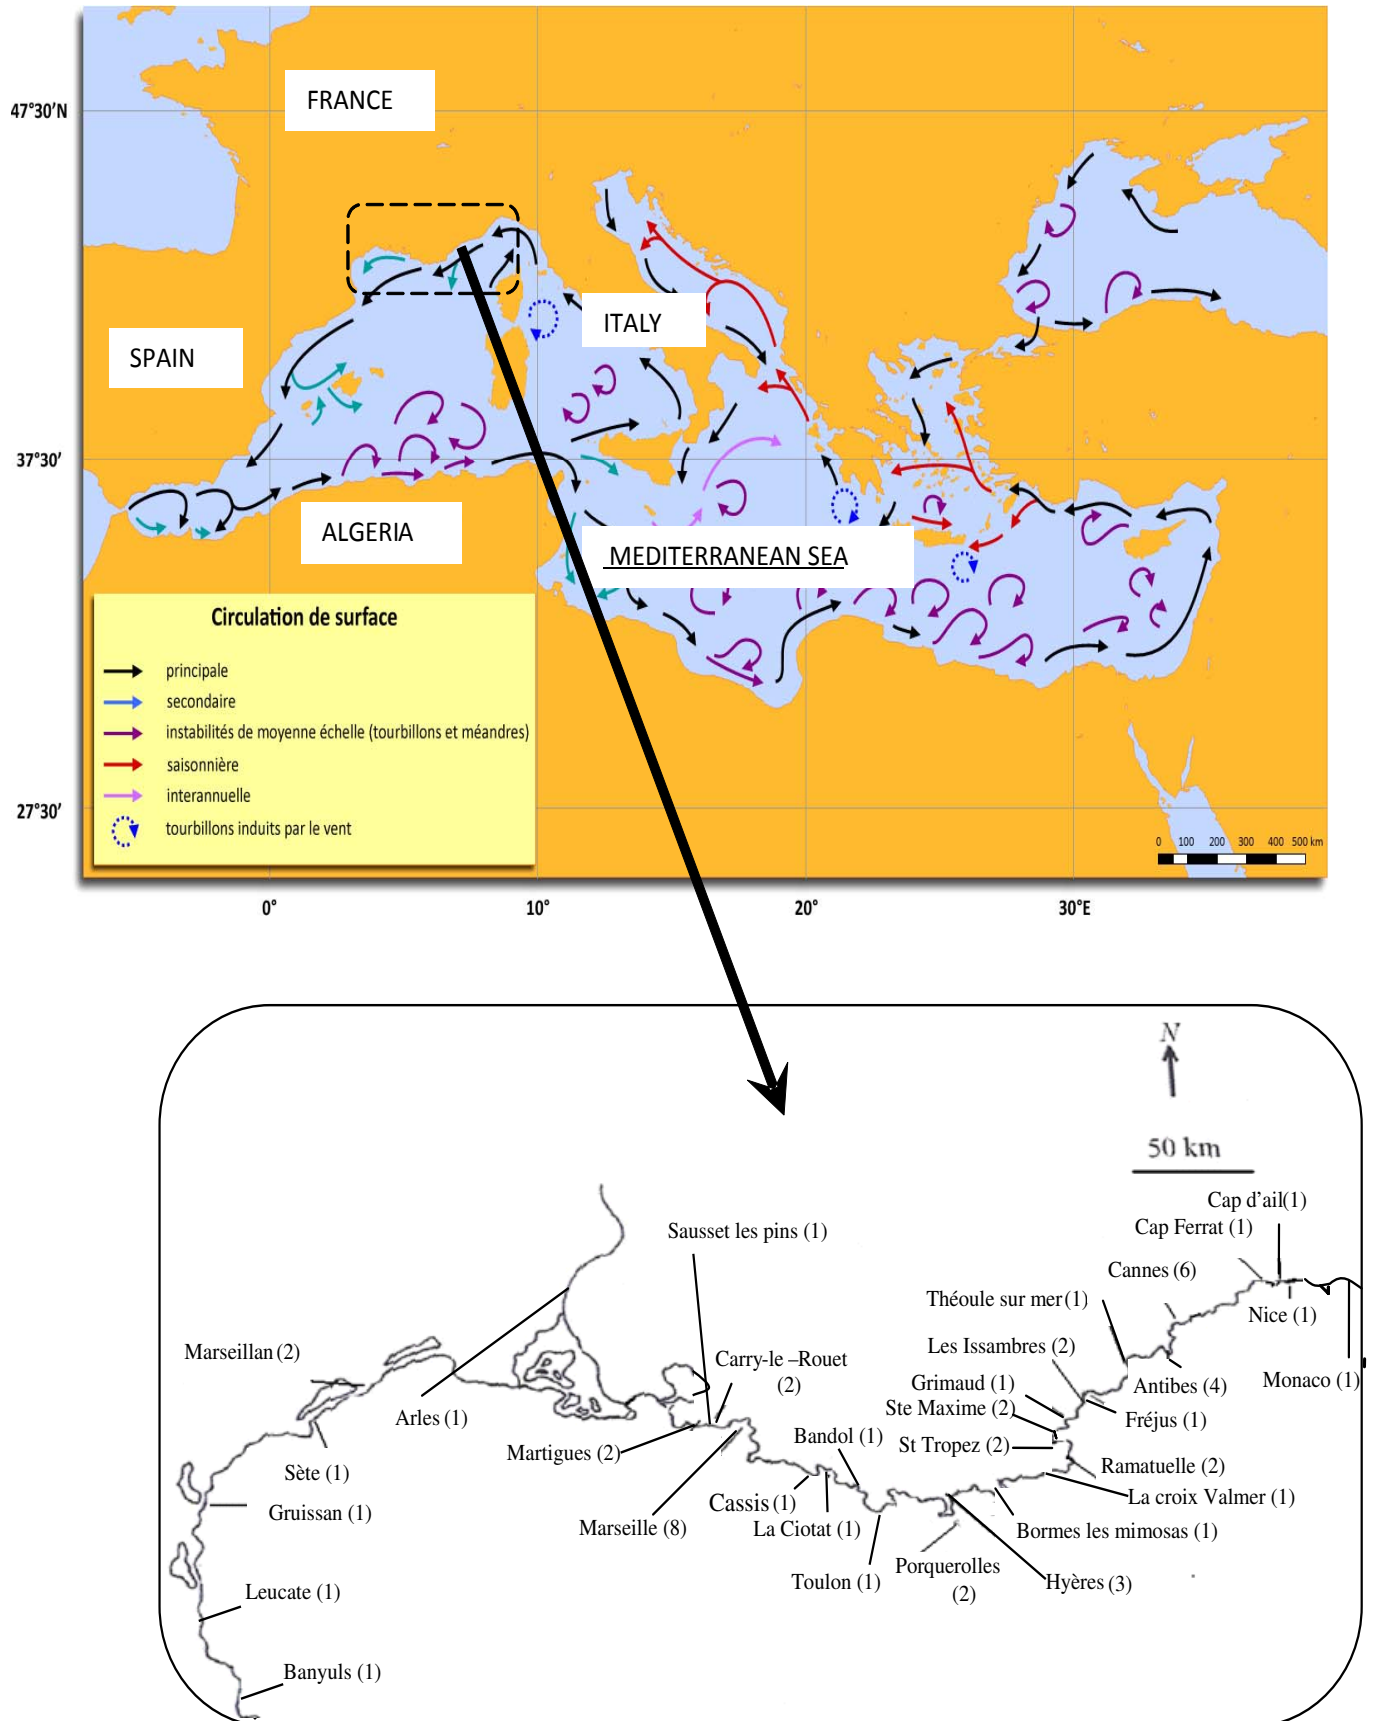 47°30'N
FRANCE
SPAIN
ITALY
37°30'
ALGERIA
MEDITERRANEAN SEA
Circulation de surface
principale
secondaire
instabilités de moyenne échelle (tourbillons et méandres)
saisonnière
interannuelle
tourbillons induits par le vent
27°30'
0 100 200 300 400 500 km
0° 10° 20° 30°E
N
50 km
Cap d'ail(1)
Cap Ferrat (1)
Cannes (6)
Théoule sur mer(1)
Nice (1)
Sausset les pins (1)
Les Issambres (2)
Marseillan (2)
Carry-le –Rouet
(2)
Grimaud (1)
Antibes (4)
Monaco (1)
Arles (1)
Ste Maxime (2)
Fréjus (1)
Martigues (2)
Bandol (1)
St Tropez (2)
Sète (1)
Ramatuelle (2)
Gruissan (1)
Cassis (1)
La croix Valmer (1)
Marseille (8)
La Ciotat (1)
Bormes les mimosas (1)
Toulon (1)
Porquerolles
(2)
Hyères (3)
Leucate (1)
Banyuls (1)